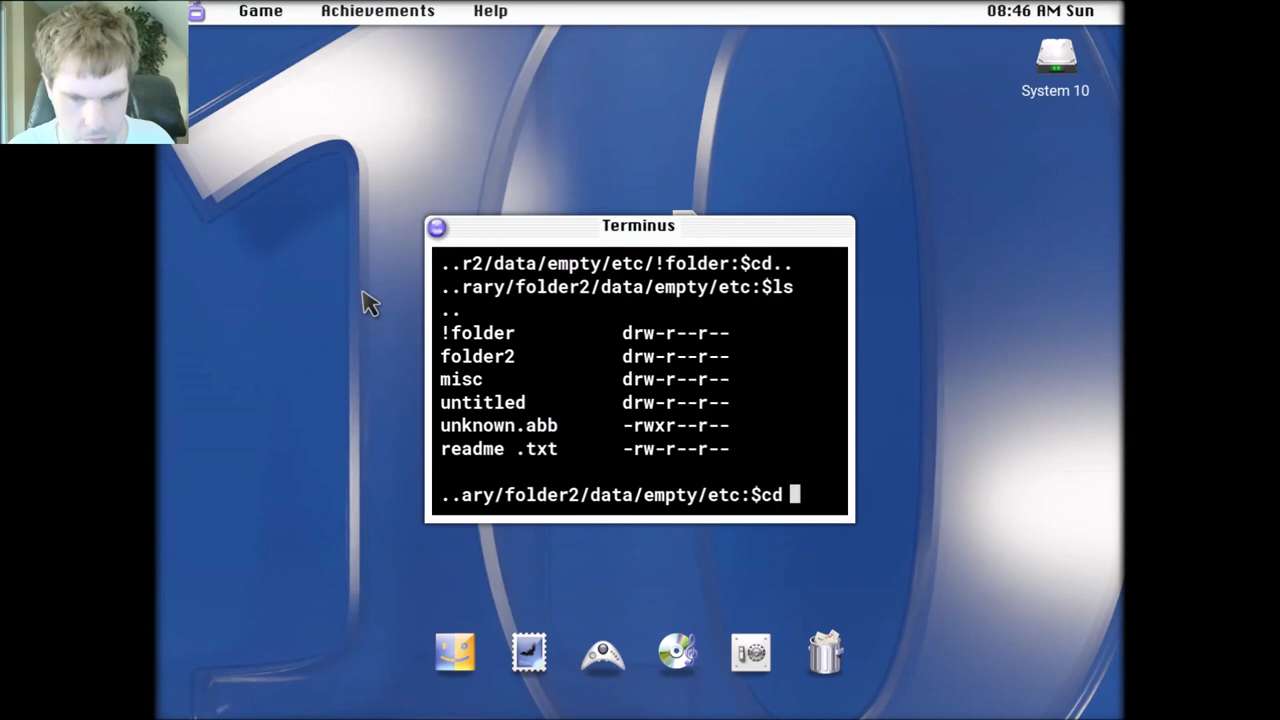 Game Achievements Help 08:46 AM Sun
System 10
Terminus
..r2/data/empty/etc/!folder:$cd..
..rary/folder2/data/empty/etc:$ls
..
!folder drw-r--r--
folder2 drw-r--r--
misc drw-r--r--
untitled drw-r--r--
unknown.abb -rwxr--r--
readme .txt -rw-r--r--
..ary/folder2/data/empty/etc:$cd